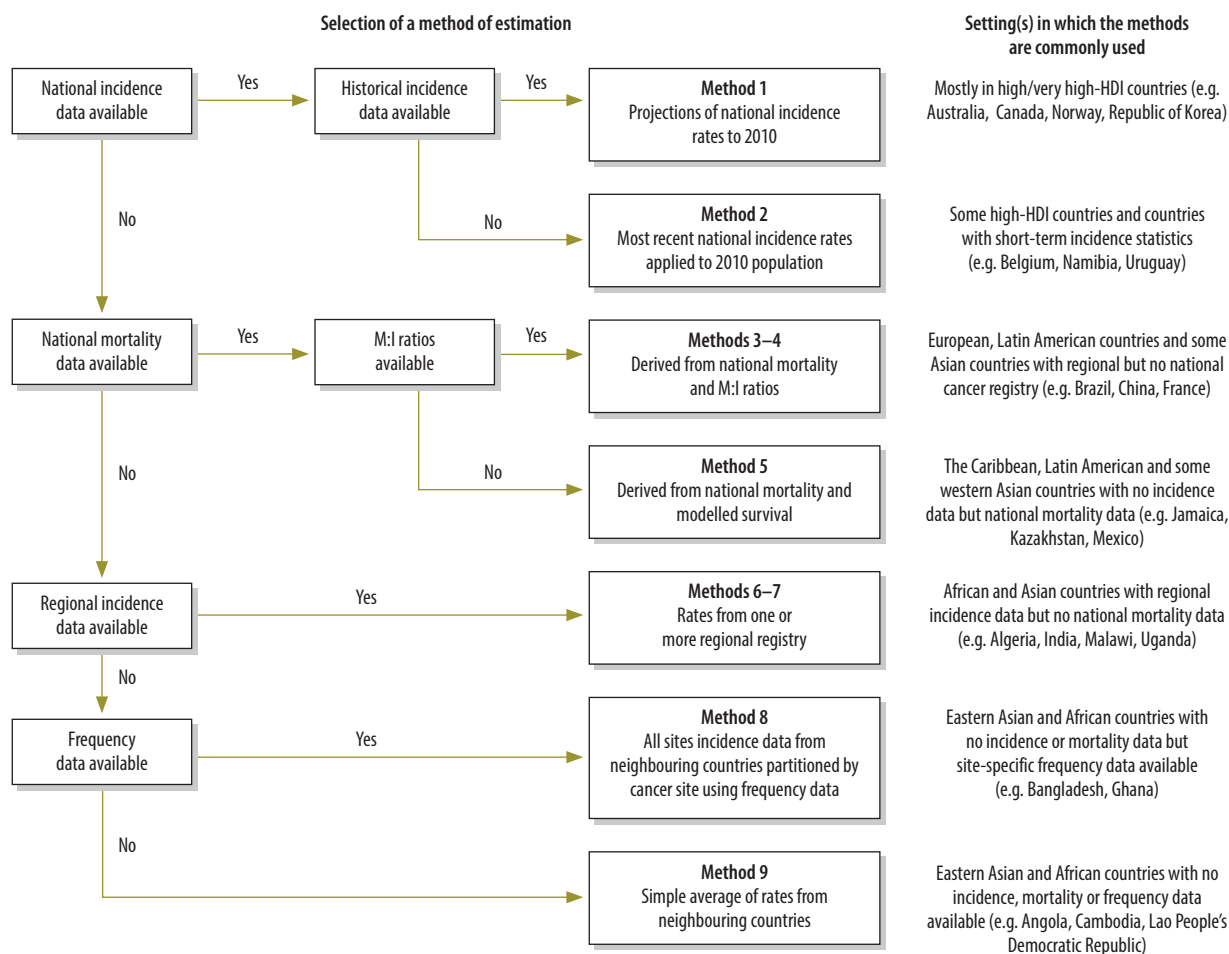 Selection of a method of estimation
Setting(s) in which the methods
are commonly used
National incidence
data available
Yes
Historical incidence
data available
Yes
Method 1
Projections of national incidence
rates to 2010
Mostly in high/very high-HDI countries (e.g.
Australia, Canada, Norway, Republic of Korea)
No
No
Method 2
Most recent national incidence rates
applied to 2010 population
Some high-HDI countries and countries
with short-term incidence statistics
(e.g. Belgium, Namibia, Uruguay)
National mortality
data available
Yes
M:I ratios
available
Yes
Methods 3–4
Derived from national mortality
and M:I ratios
European, Latin American countries and some
Asian countries with regional but no national
cancer registry (e.g. Brazil, China, France)
No
No
Method 5
Derived from national mortality and
modelled survival
The Caribbean, Latin American and some
western Asian countries with no incidence
data but national mortality data (e.g. Jamaica,
Kazakhstan, Mexico)
Regional incidence
data available
Yes
Methods 6–7
Rates from one or
more regional registry
African and Asian countries with regional
incidence data but no national mortality data
(e.g. Algeria, India, Malawi, Uganda)
No
Frequency
data available
Yes
Method 8
All sites incidence data from
neighbouring countries partitioned by
cancer site using frequency data
Eastern Asian and African countries with
no incidence or mortality data but
site-specific frequency data available
(e.g. Bangladesh, Ghana)
No
Method 9
Simple average of rates from
neighbouring countries
Eastern Asian and African countries with no
incidence, mortality or frequency data
available (e.g. Angola, Cambodia, Lao People's
Democratic Republic)